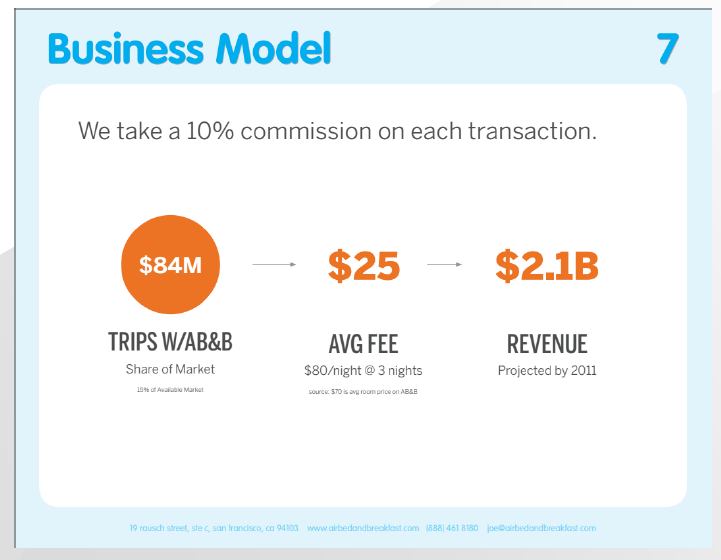 Business Model
7
We take a 10% commission on each transaction.
$84M
$25
$2.1B
TRIPS W/AB&B
AVG FEE
REVENUE
Share of Market
$80/night @ 3 nights
Projected by 2011
15% of Available Market
source: $70 is avg room price on AB&B
19 rausch street, ste c, san francisco, ca 94103 www.airbedandbreakfast.com (888) 461 8180 joe@airbedandbreakfast.com